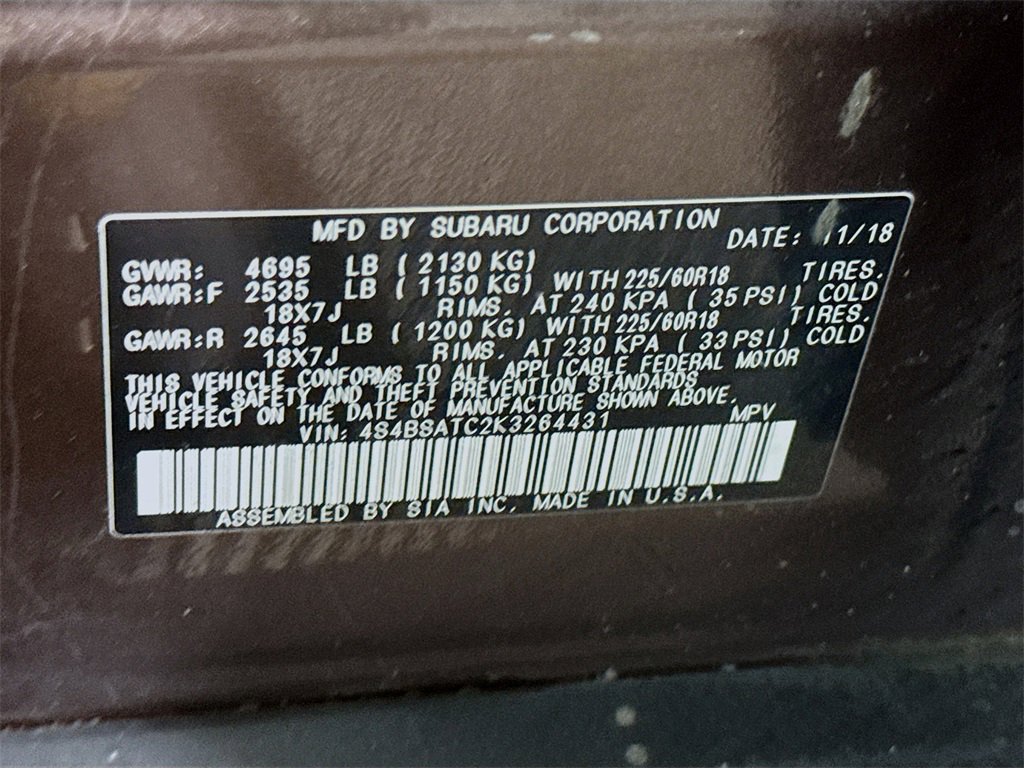 MFD BY SUBARU CORPORATION
DATE: 11/18
GVWR: 4695 LB ( 2130 KG)
GAWR:F 2535 LB ( 1150 KG) WITH 225/60R18 TIRES.
18X7J RIMS. AT 240 KPA ( 35 PSI) COLD
GAWR:R 2645 LB ( 1200 KG) WITH 225/60R18 TIRES.
18X7J RIMS. AT 230 KPA ( 33 PSI) COLD
THIS VEHICLE CONFORMS TO ALL APPLICABLE FEDERAL MOTOR
VEHICLE SAFETY AND THEFT PREVENTION STANDARDS
IN EFFECT ON THE DATE OF MANUFACTURE SHOWN ABOVE.
VIN: 4S4BSATC2K3264431 MPV
ASSEMBLED BY SIA INC. MADE IN U.S.A.